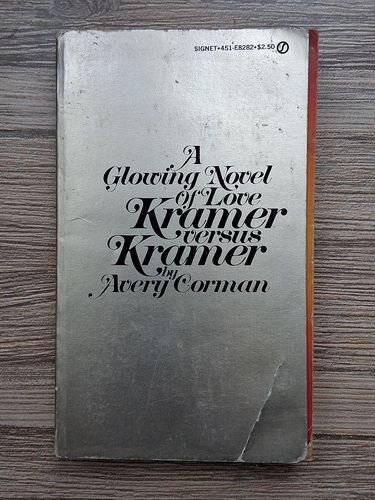 SIGNET•451-E8282•$2.50
A
Glowing Novel
Of Love
Kramer
versus
Kramer
by
Avery Corman